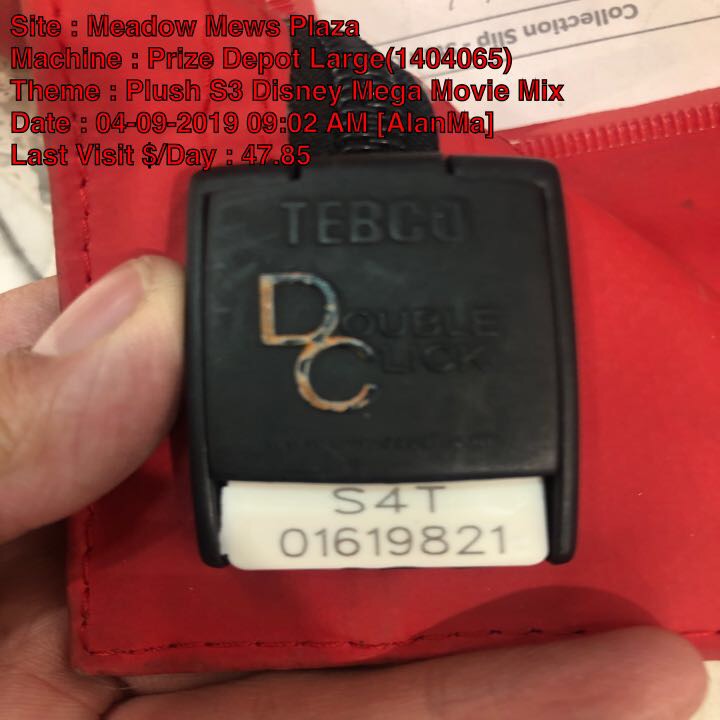 Site : Meadow Mews Plaza
Machine : Prize Depot Large(1404065)
Theme : Plush S3 Disney Mega Movie Mix
Date : 04-09-2019 09:02 AM [AlanMa]
Last Visit $/Day : 47.85
Collection Slip
TEBCO
DOUBLE
CLICK
S4T
01619821